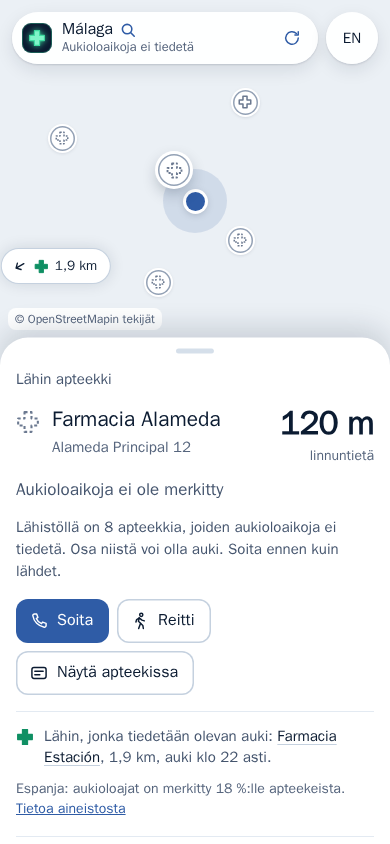 Málaga
Aukioloaikoja ei tiedetä
EN
1,9 km
© OpenStreetMapin tekijät
Lähin apteekki
Farmacia Alameda
120 m
Alameda Principal 12
linnuntietä
Aukioloaikoja ei ole merkitty
Lähistöllä on 8 apteekkia, joiden aukioloaikoja ei
tiedetä. Osa niistä voi olla auki. Soita ennen kuin
lähdet.
Soita
Reitti
Näytä apteekissa
Lähin, jonka tiedetään olevan auki: Farmacia
Estación, 1,9 km, auki klo 22 asti.
Espanja: aukioloajat on merkitty 18 %:lle apteekeista.
Tietoa aineistosta